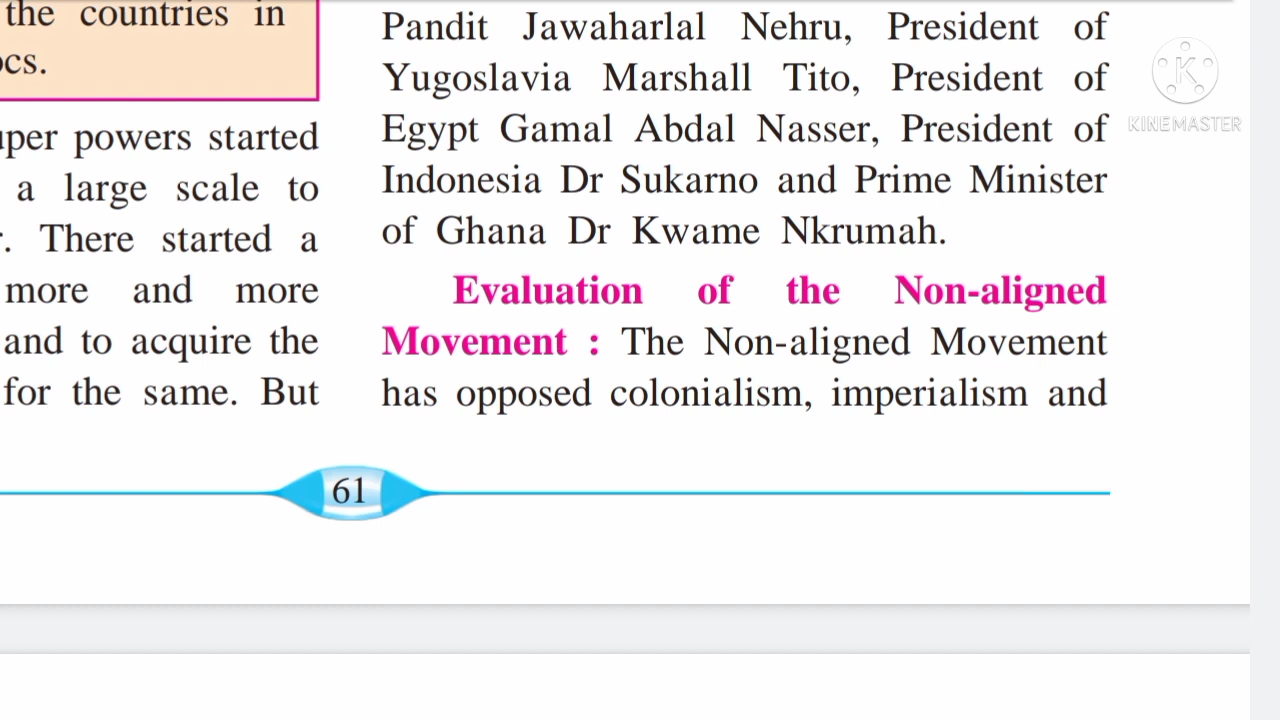 the countries in
uper powers started
a large scale to
. There started a
more and more
and to acquire the
for the same. But
Pandit Jawaharlal Nehru, President of
Yugoslavia Marshall Tito, President of
Egypt Gamal Abdal Nasser, President of
Indonesia Dr Sukarno and Prime Minister
of Ghana Dr Kwame Nkrumah.
Evaluation of the Non-aligned
Movement : The Non-aligned Movement
has opposed colonialism, imperialism and
61
K
KINEMASTER